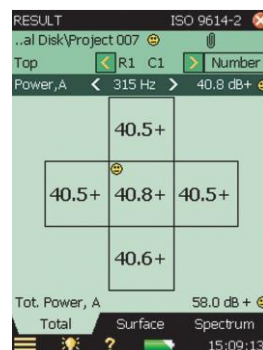 RESULT ISO 9614-2
..al Disk\Project 007
Top < R1 C1 > Number
Power,A < 315 Hz > 40.8 dB+
40.5+
40.5+ 40.8+ 40.5+
40.6+
Tot. Power, A 58.0 dB +
Total Surface Spectrum
? 15:09:13